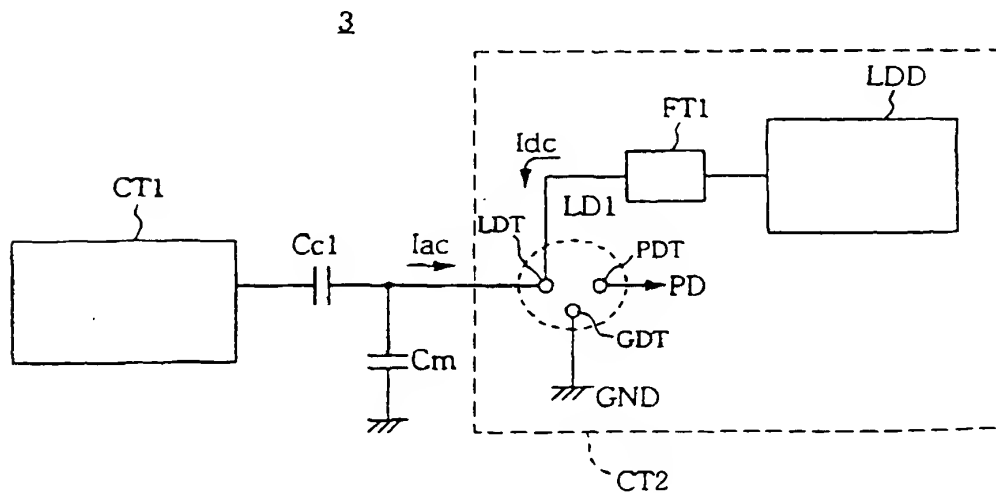 3
LDD
FT1
Idc
CT1
LD1
LDT
Cc1
Iac
PDT
PD
GDT
Cm
GND
CT2